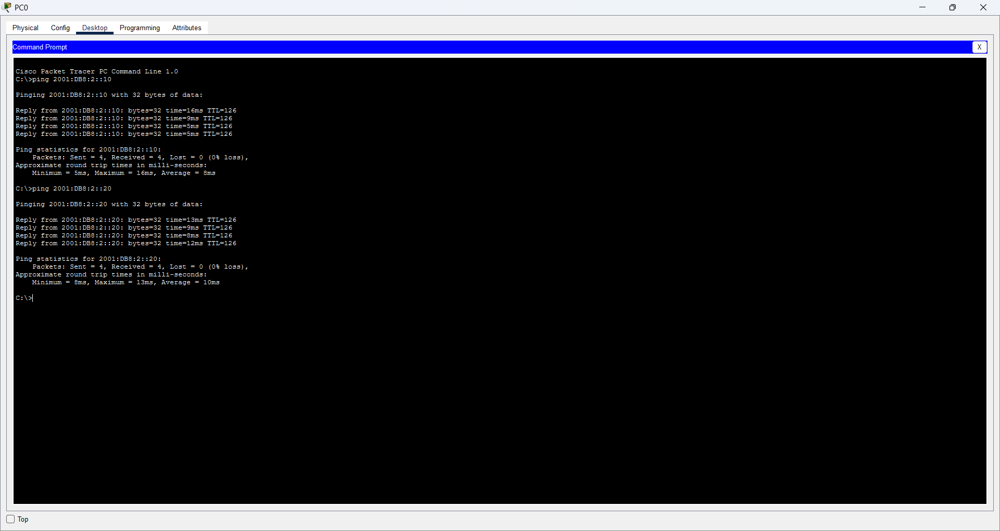 PC0
Physical Config Desktop Programming Attributes
Command Prompt X
Cisco Packet Tracer PC Command Line 1.0
C:\>ping 2001:DB8:2::10
Pinging 2001:DB8:2::10 with 32 bytes of data:
Reply from 2001:DB8:2::10: bytes=32 time=16ms TTL=126
Reply from 2001:DB8:2::10: bytes=32 time=9ms TTL=126
Reply from 2001:DB8:2::10: bytes=32 time=5ms TTL=126
Reply from 2001:DB8:2::10: bytes=32 time=5ms TTL=126
Ping statistics for 2001:DB8:2::10:
    Packets: Sent = 4, Received = 4, Lost = 0 (0% loss),
Approximate round trip times in milli-seconds:
    Minimum = 5ms, Maximum = 16ms, Average = 8ms
C:\>ping 2001:DB8:2::20
Pinging 2001:DB8:2::20 with 32 bytes of data:
Reply from 2001:DB8:2::20: bytes=32 time=13ms TTL=126
Reply from 2001:DB8:2::20: bytes=32 time=9ms TTL=126
Reply from 2001:DB8:2::20: bytes=32 time=8ms TTL=126
Reply from 2001:DB8:2::20: bytes=32 time=12ms TTL=126
Ping statistics for 2001:DB8:2::20:
    Packets: Sent = 4, Received = 4, Lost = 0 (0% loss),
Approximate round trip times in milli-seconds:
    Minimum = 8ms, Maximum = 13ms, Average = 10ms
C:\>
Top